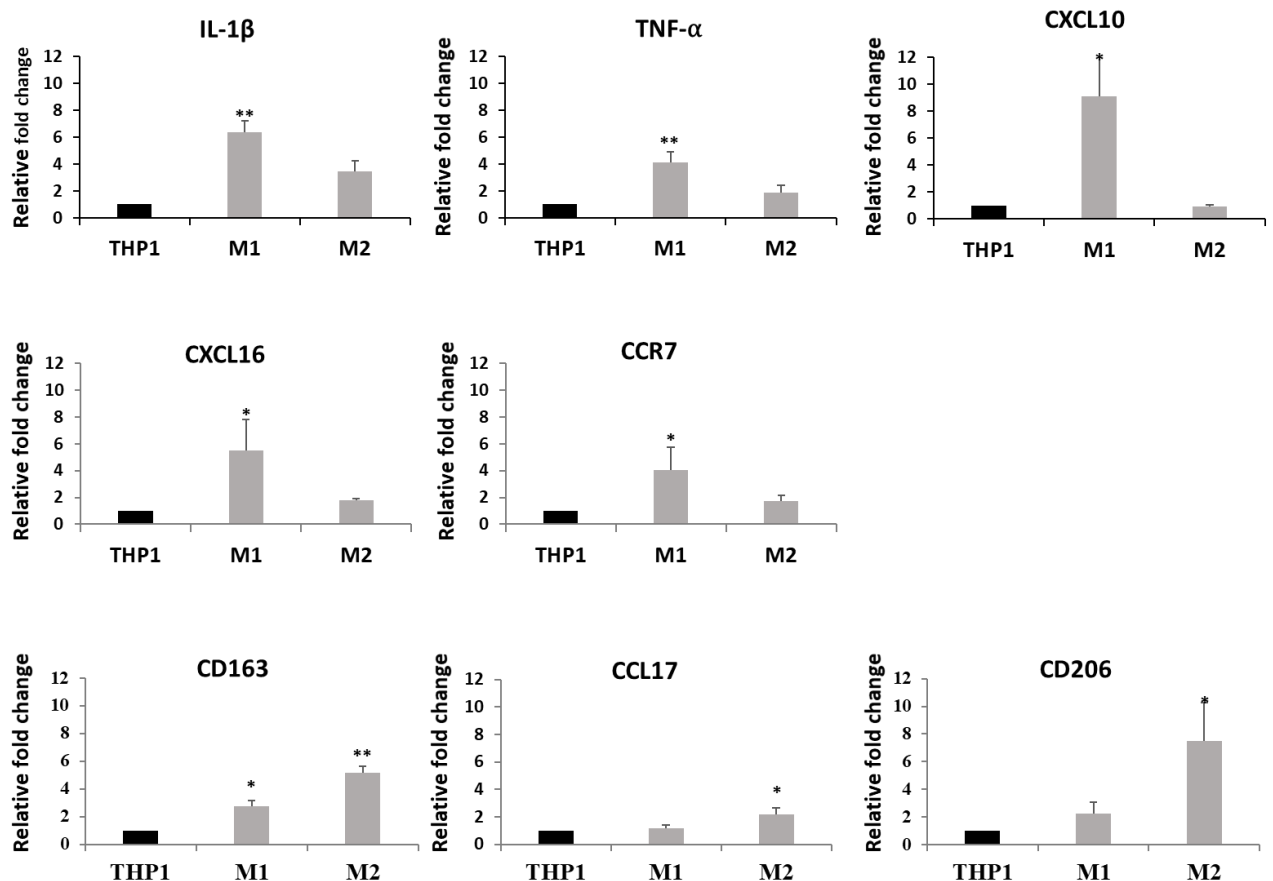 IL-1β
Relative fold change
12
10
8
6
4
2
0
**
THP1 M1 M2
TNF-α
Relative fold change
12
10
8
6
4
2
0
**
THP1 M1 M2
CXCL10
Relative fold change
12
10
8
6
4
2
0
*
THP1 M1 M2
CXCL16
Relative fold change
12
10
8
6
4
2
0
*
THP1 M1 M2
CCR7
Relative fold change
12
10
8
6
4
2
0
*
THP1 M1 M2
CD163
Relative fold change
12
10
8
6
4
2
0
*
**
THP1 M1 M2
CCL17
Relative fold change
12
10
8
6
4
2
0
*
THP1 M1 M2
CD206
Relative fold change
12
10
8
6
4
2
0
*
THP1 M1 M2